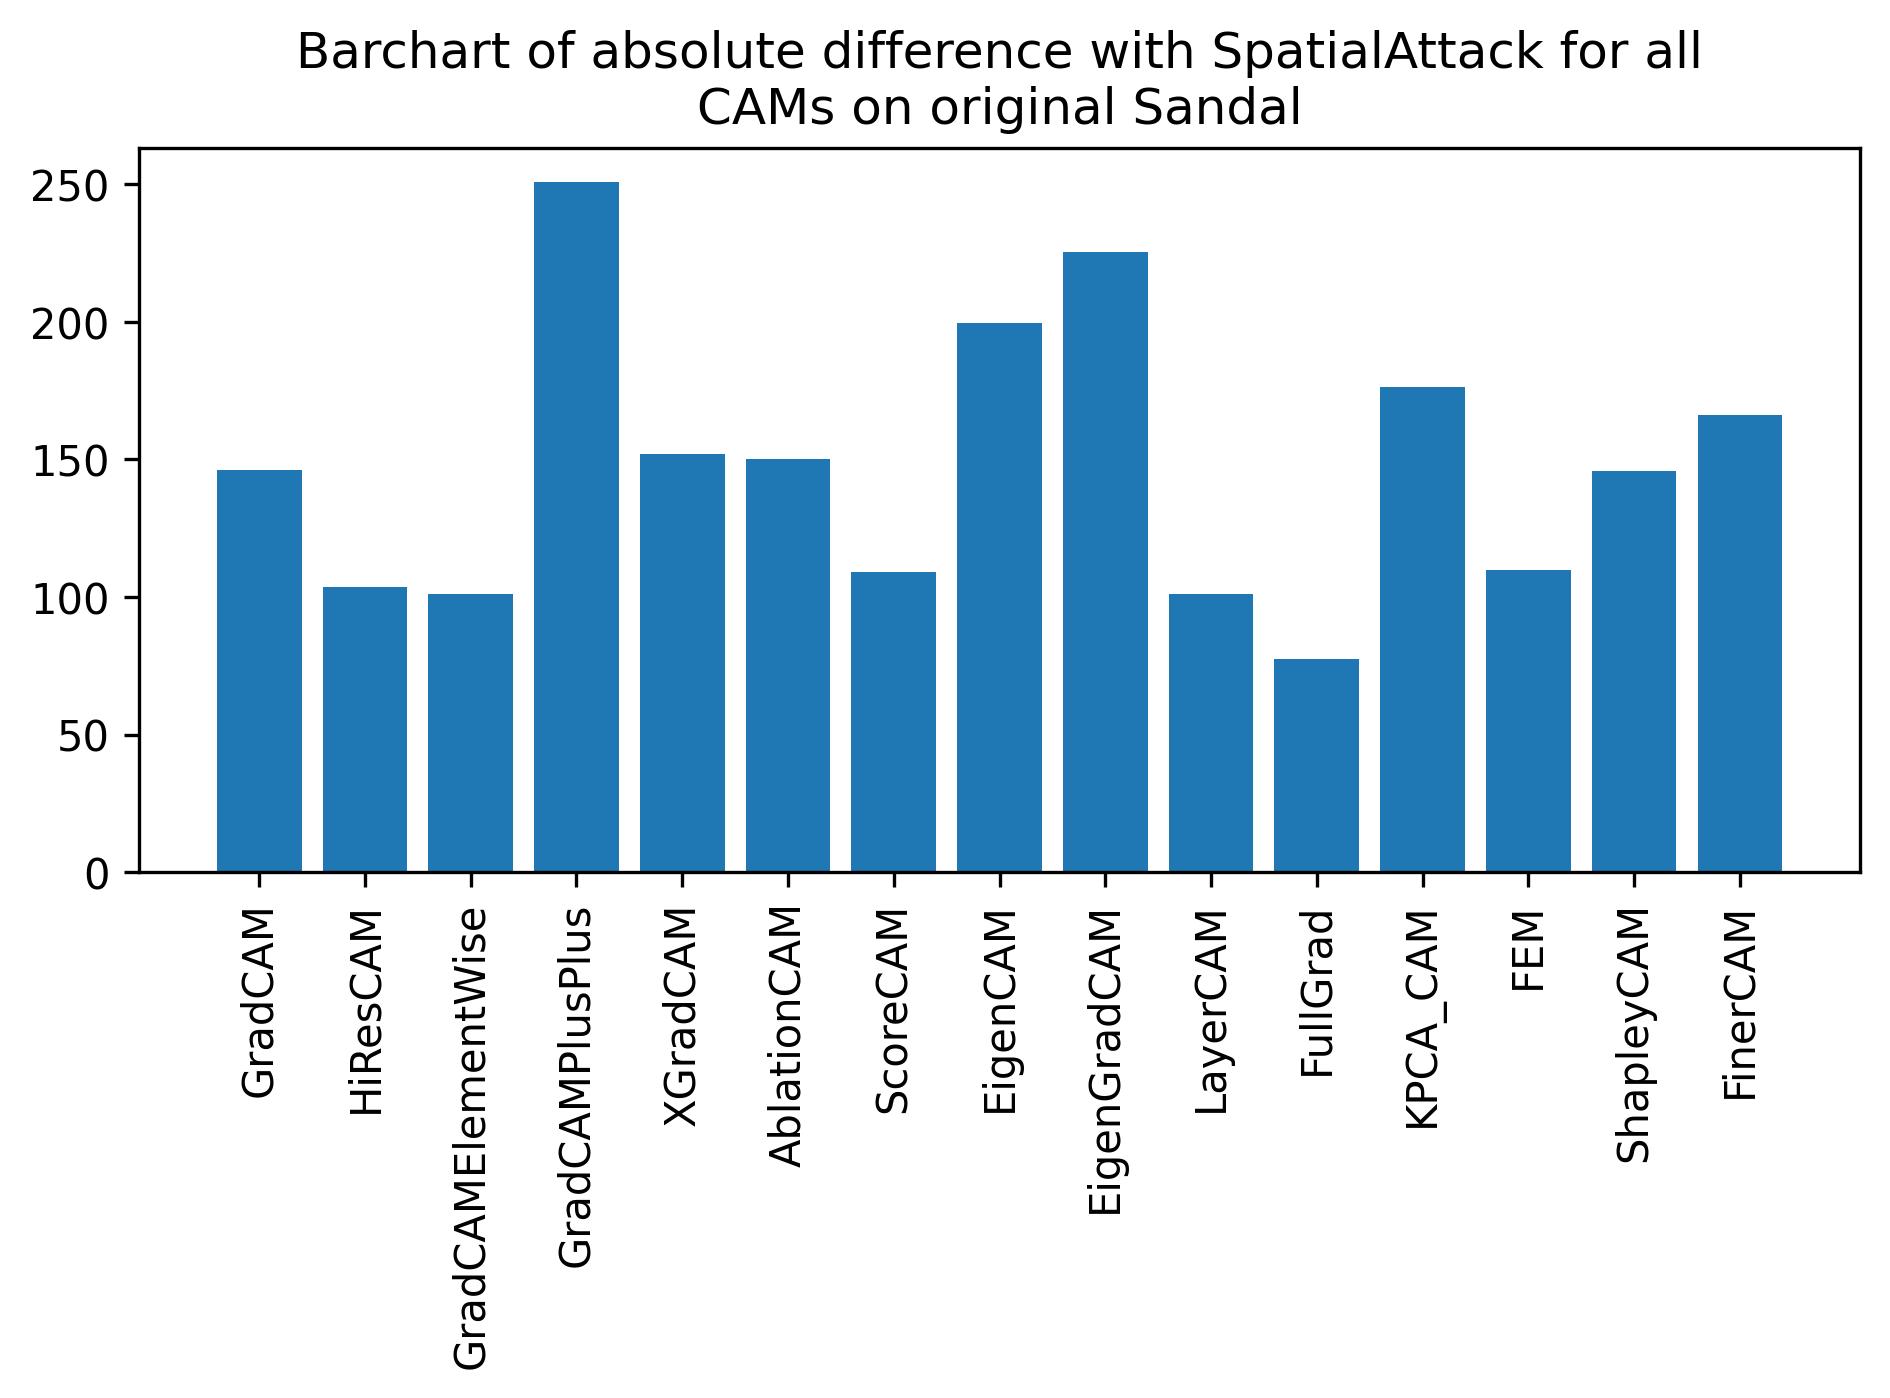 Barchart of absolute difference with SpatialAttack for all
CAMs on original Sandal
250
200
150
100
50
0
GradCAM
HiResCAM
GradCAMElementWise
GradCAMPlusPlus
XGradCAM
AblationCAM
ScoreCAM
EigenCAM
EigenGradCAM
LayerCAM
FullGrad
KPCA_CAM
FEM
ShapleyCAM
FinerCAM